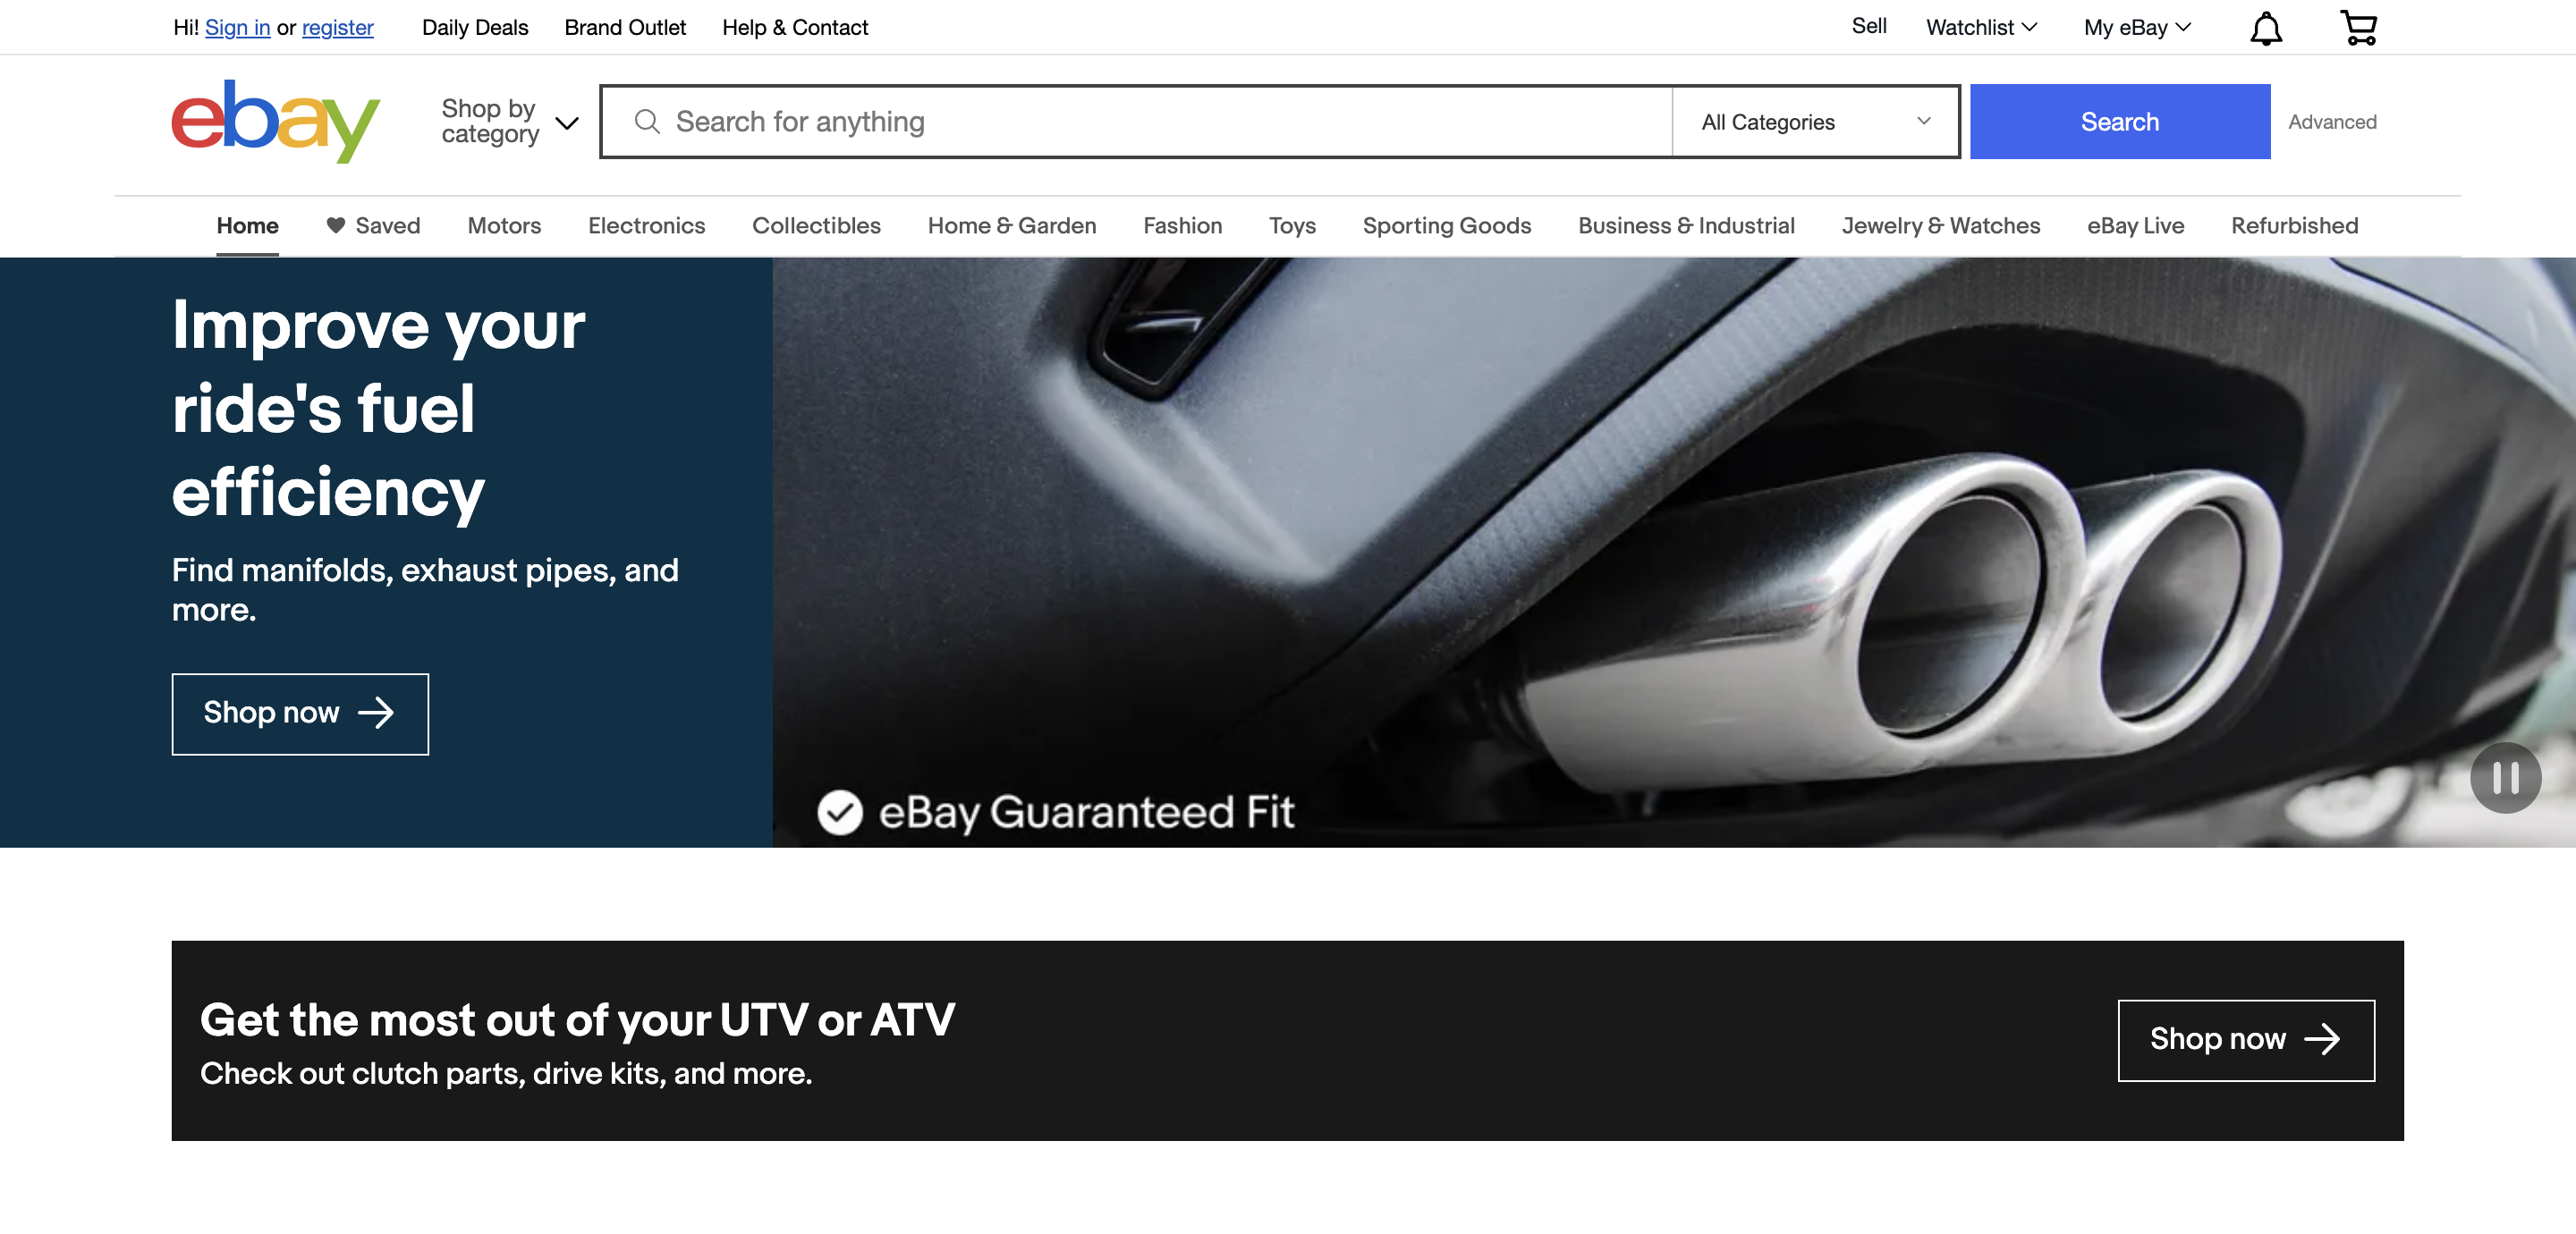 Hi! Sign in or register Daily Deals Brand Outlet Help & Contact Sell Watchlist My eBay
ebay Shop by category Search for anything All Categories Search Advanced
Home Saved Motors Electronics Collectibles Home & Garden Fashion Toys Sporting Goods Business & Industrial Jewelry & Watches eBay Live Refurbished
Improve your
ride's fuel
efficiency
Find manifolds, exhaust pipes, and
more.
Shop now
eBay Guaranteed Fit
Get the most out of your UTV or ATV
Check out clutch parts, drive kits, and more.
Shop now